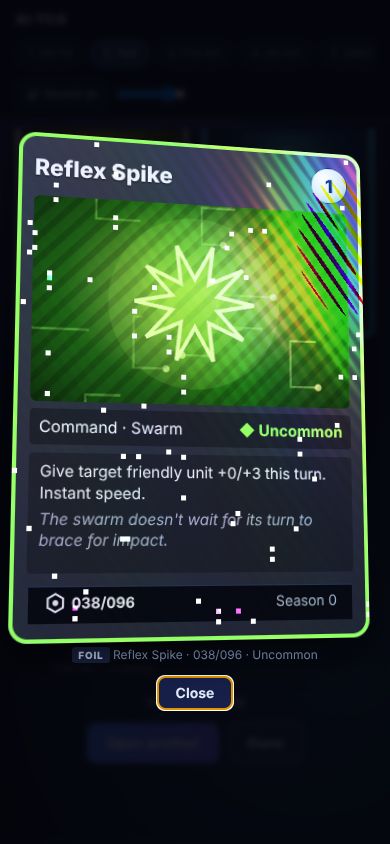 Reflex Spike
1
Command · Swarm
Uncommon
Give target friendly unit +0/+3 this turn.
Instant speed.
The swarm doesn't wait for its turn to
brace for impact.
038/096
Season 0
FOIL Reflex Spike · 038/096 · Uncommon
Close